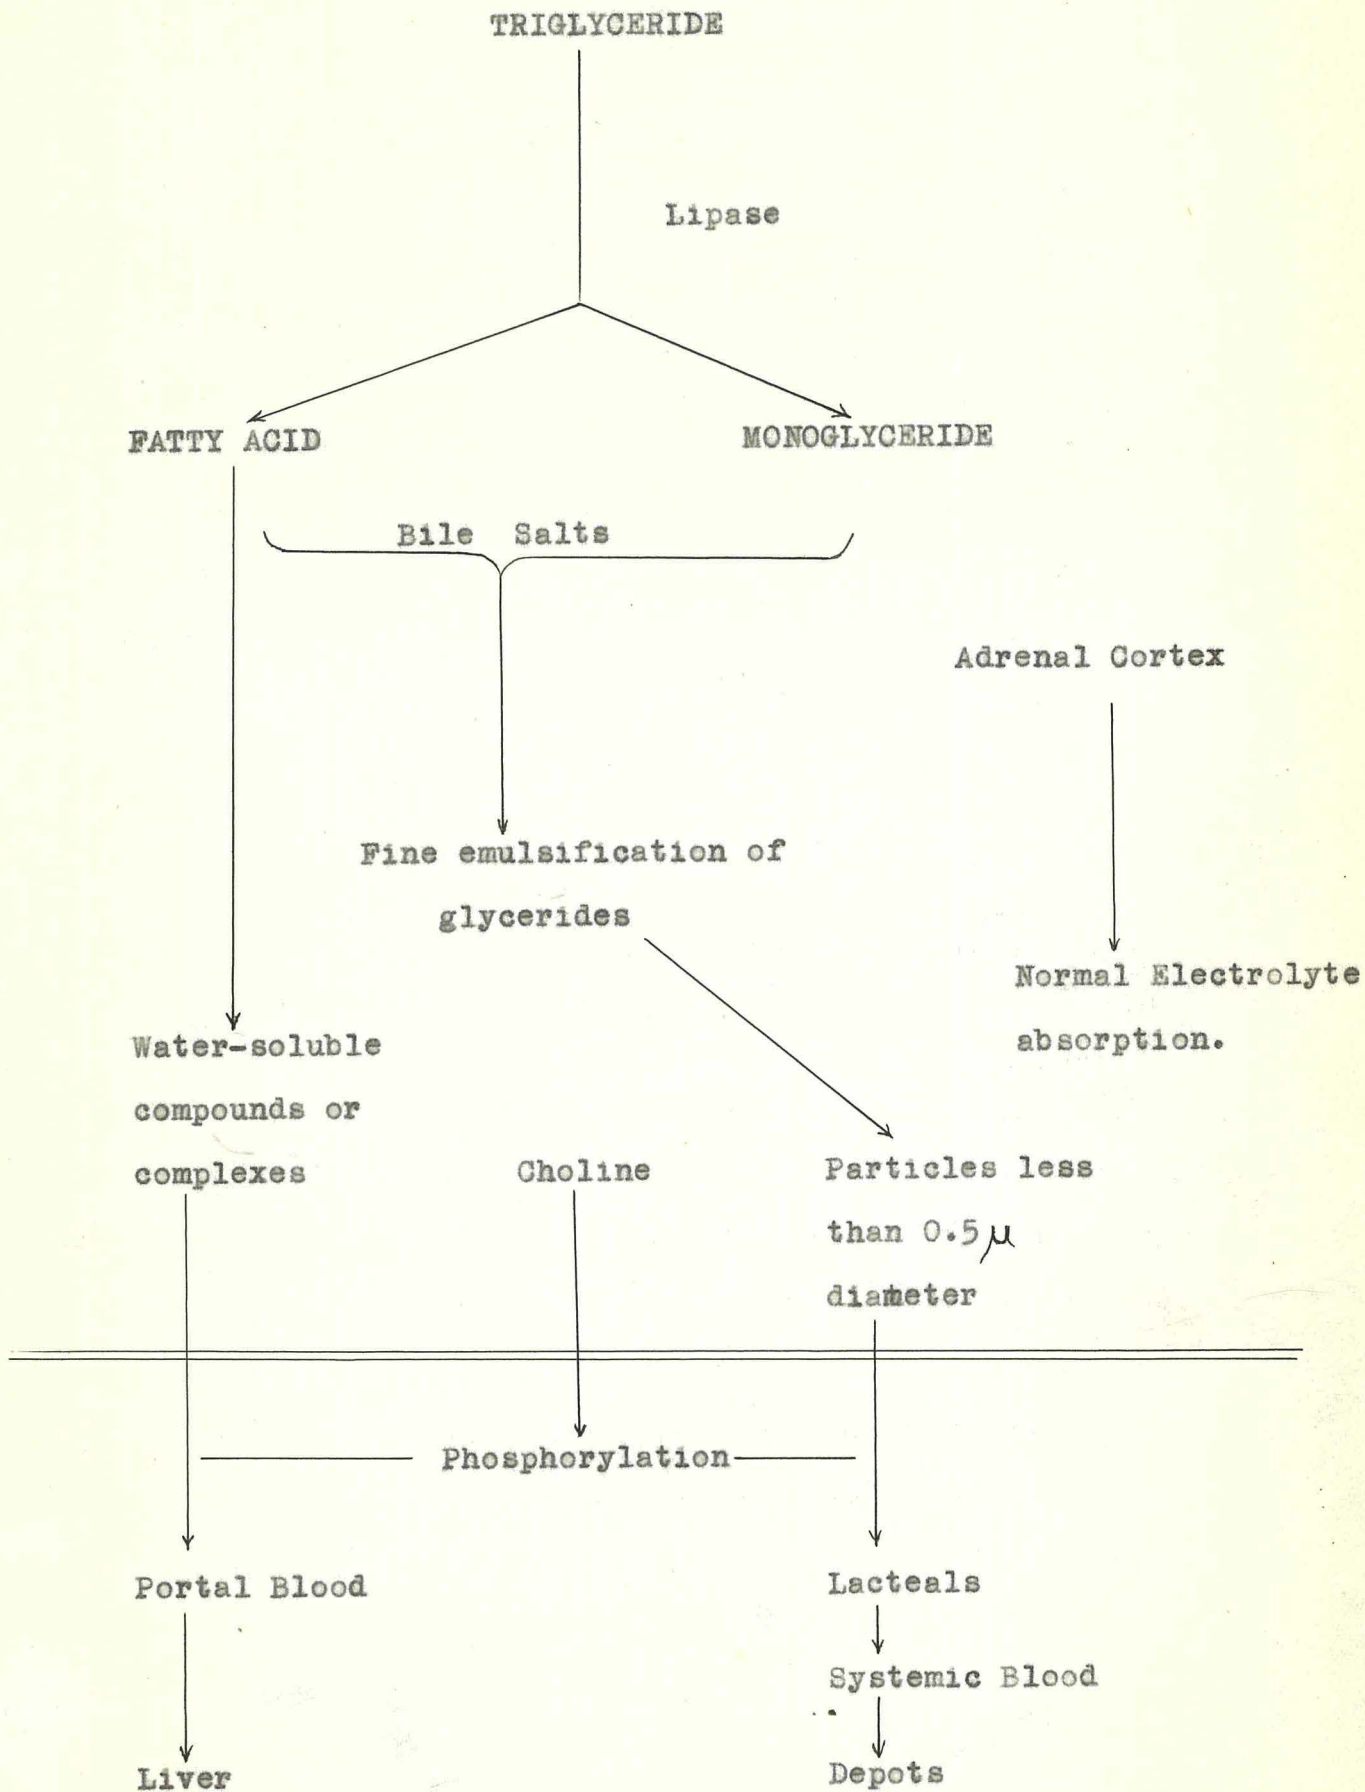 TRIGLYCERIDE
Lipase
FATTY ACID
MONOGLYCERIDE
Bile Salts
Adrenal Cortex
Fine emulsification of
glycerides
Normal Electrolyte
absorption.
Water-soluble
compounds or
complexes
Choline
Particles less
than 0.5 μ
diameter
Phosphorylation
Portal Blood
Lacteals
Systemic Blood
Liver
Depots